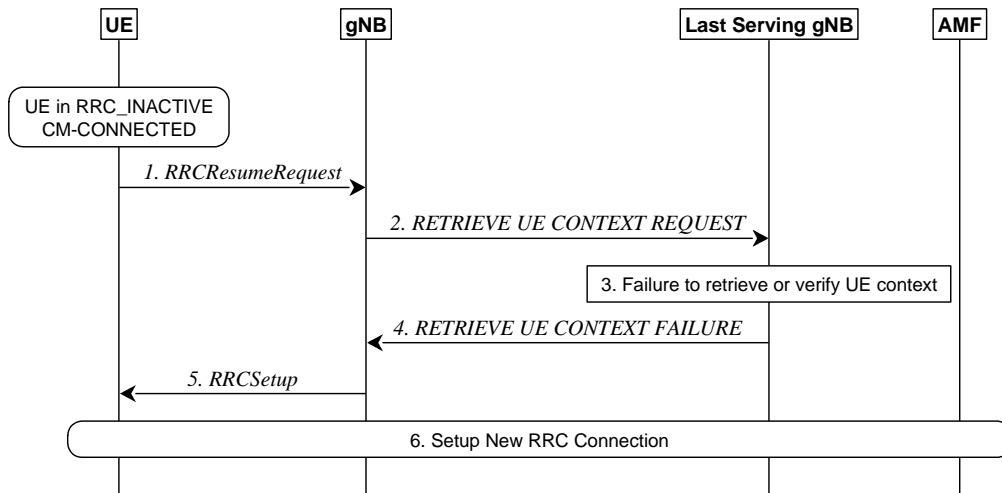 UE
gNB
Last Serving gNB
AMF
UE in RRC_INACTIVE
CM-CONNECTED
1. RRCResumeRequest
2. RETRIEVE UE CONTEXT REQUEST
3. Failure to retrieve or verify UE context
4. RETRIEVE UE CONTEXT FAILURE
5. RRCSetup
6. Setup New RRC Connection